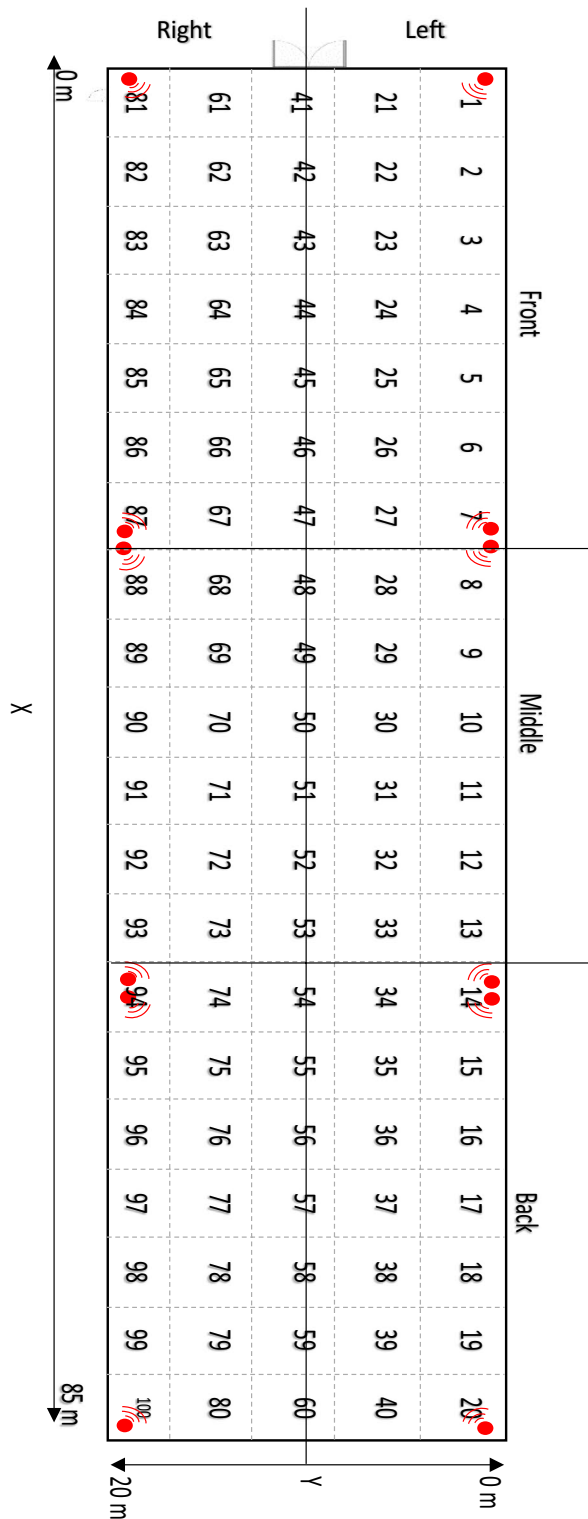 Front Middle Back
Left
1 2 3 4 5 6 7 8 9 10 11 12 13 14 15 16 17 18 19 20
0 m
21 22 23 24 25 26 27 28 29 30 31 32 33 34 35 36 37 38 39 40
41 42 43 44 45 46 47 48 49 50 51 52 53 54 55 56 57 58 59 60
Y
Right
61 62 63 64 65 66 67 68 69 70 71 72 73 74 75 76 77 78 79 80
81 82 83 84 85 86 87 88 89 90 91 92 93 94 95 96 97 98 99 100
20 m
0 m
85 m
X